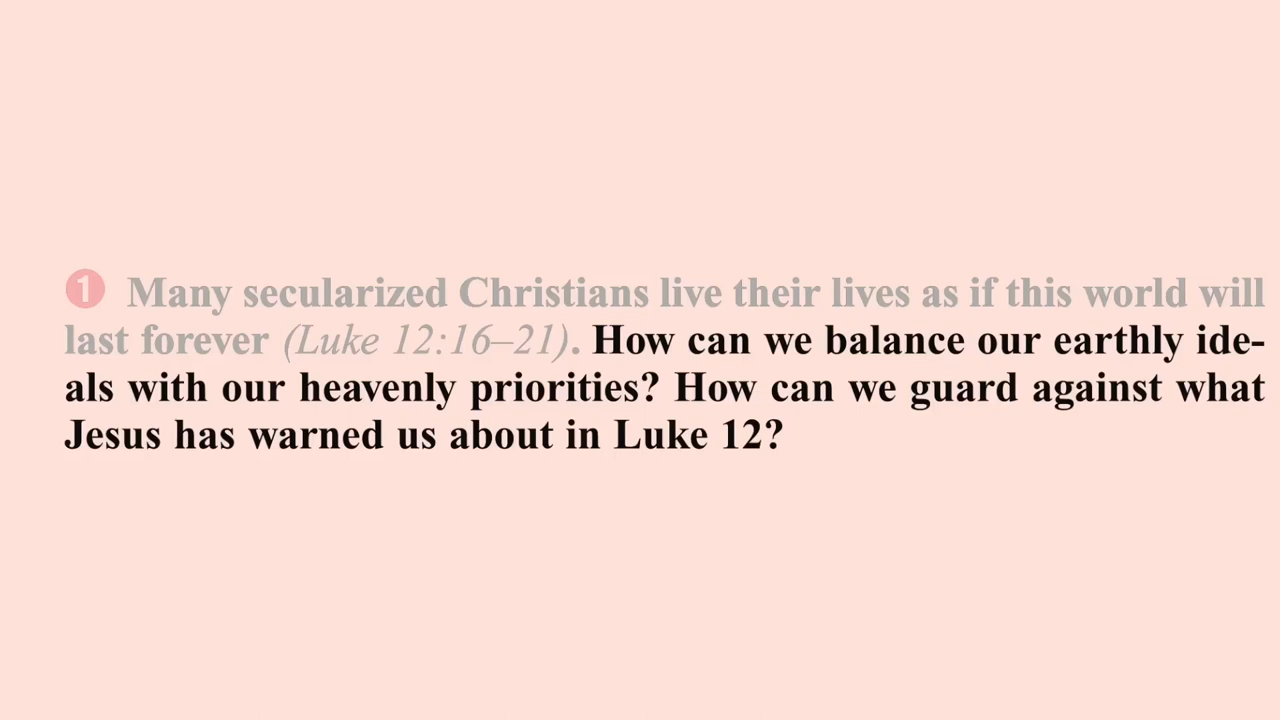 ❶ Many secularized Christians live their lives as if this world will
last forever (Luke 12:16–21). How can we balance our earthly ide-
als with our heavenly priorities? How can we guard against what
Jesus has warned us about in Luke 12?